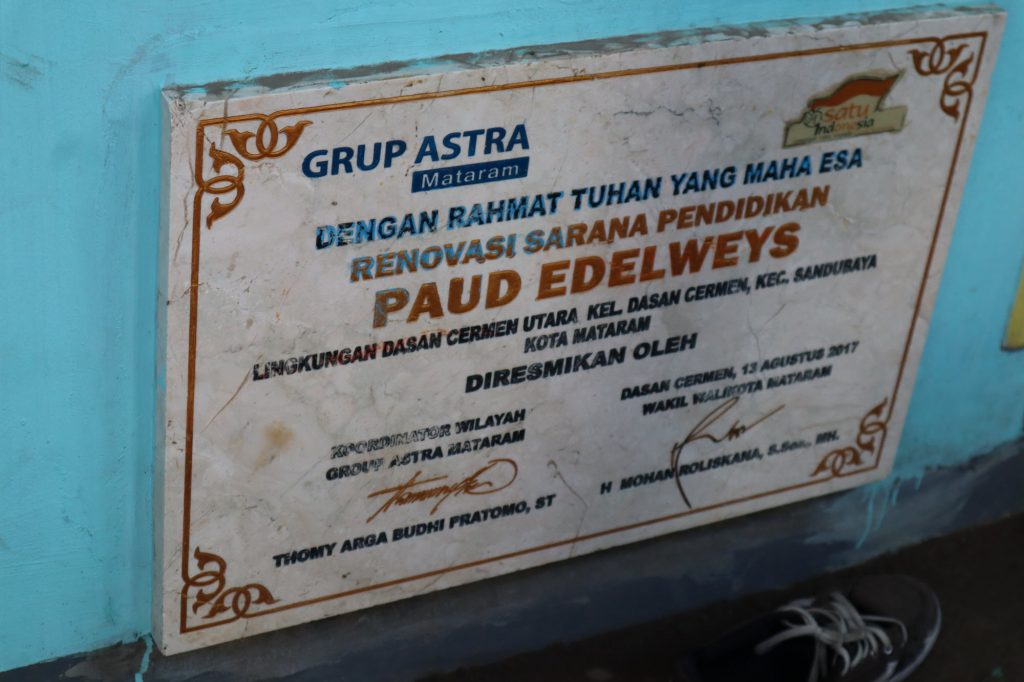 GRUP ASTRA
Mataram
satu
Indonesia
DENGAN RAHMAT TUHAN YANG MAHA ESA
RENOVASI SARANA PENDIDIKAN
PAUD EDELWEYS
LINGKUNGAN DASAN CERMEN UTARA KEL. DASAN CERMEN, KEC. SANDUBAYA
KOTA MATARAM
DIRESMIKAN OLEH
KOORDINATOR WILAYAH
GROUP ASTRA MATARAM
THOMY ARGA BUDHI PRATOMO, ST
DASAN CERMEN, 13 AGUSTUS 2017
WAKIL WALIKOTA MATARAM
H MOHAN ROLISKANA, S.Sos., MH.